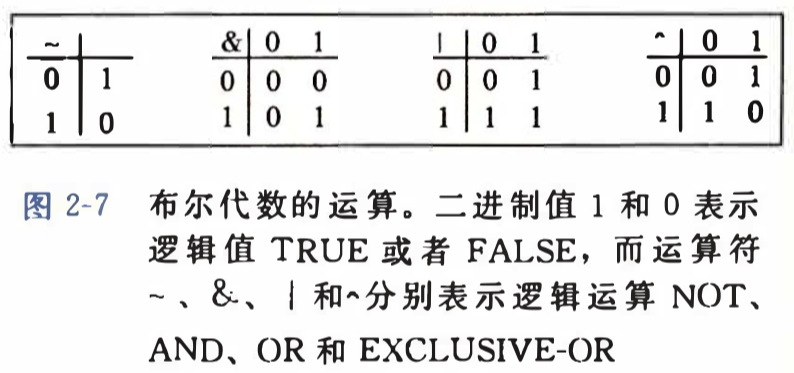 ~ & 0 1 | 0 1 ^ 0 1
0 1 0 0 0 0 0 1 0 0 1
1 0 1 0 1 1 1 1 1 1 0
图 2-7 布尔代数的运算。二进制值 1 和 0 表示
逻辑值 TRUE 或者 FALSE，而运算符
~、&、| 和^分别表示逻辑运算 NOT、
AND、OR 和 EXCLUSIVE-OR